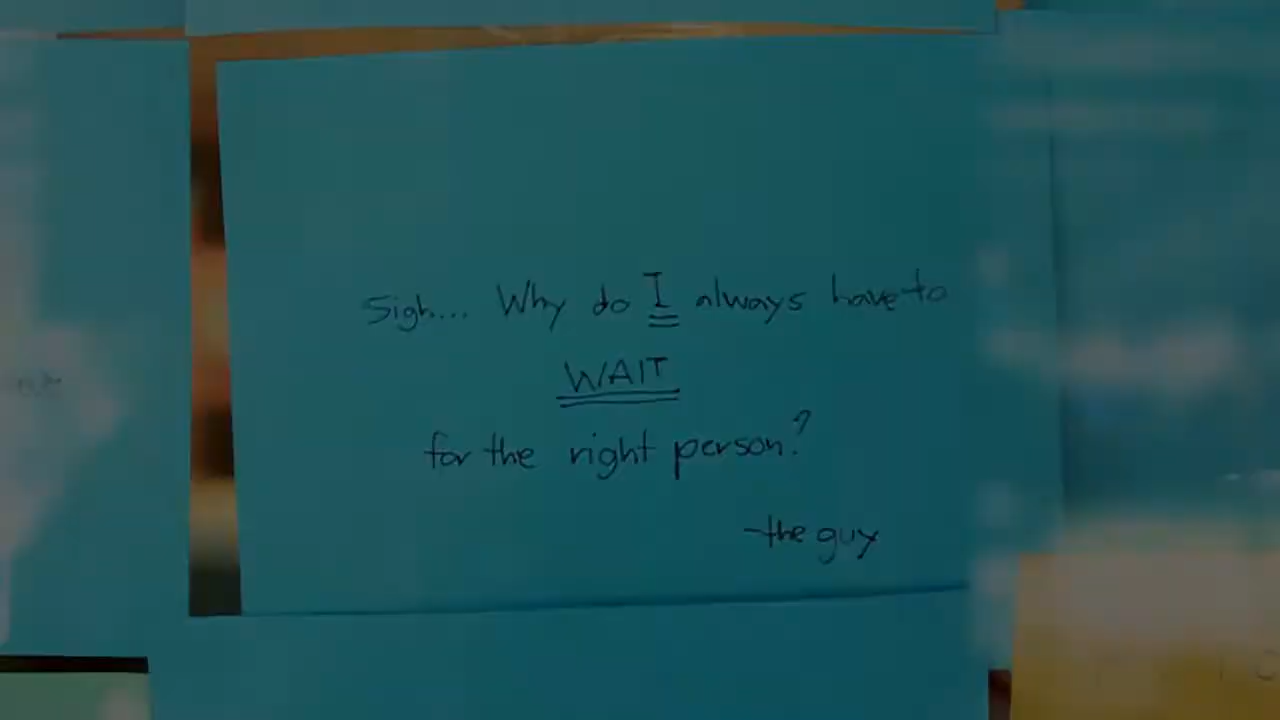 Sigh.... Why do I always have to
WAIT
for the right person?
-the guy